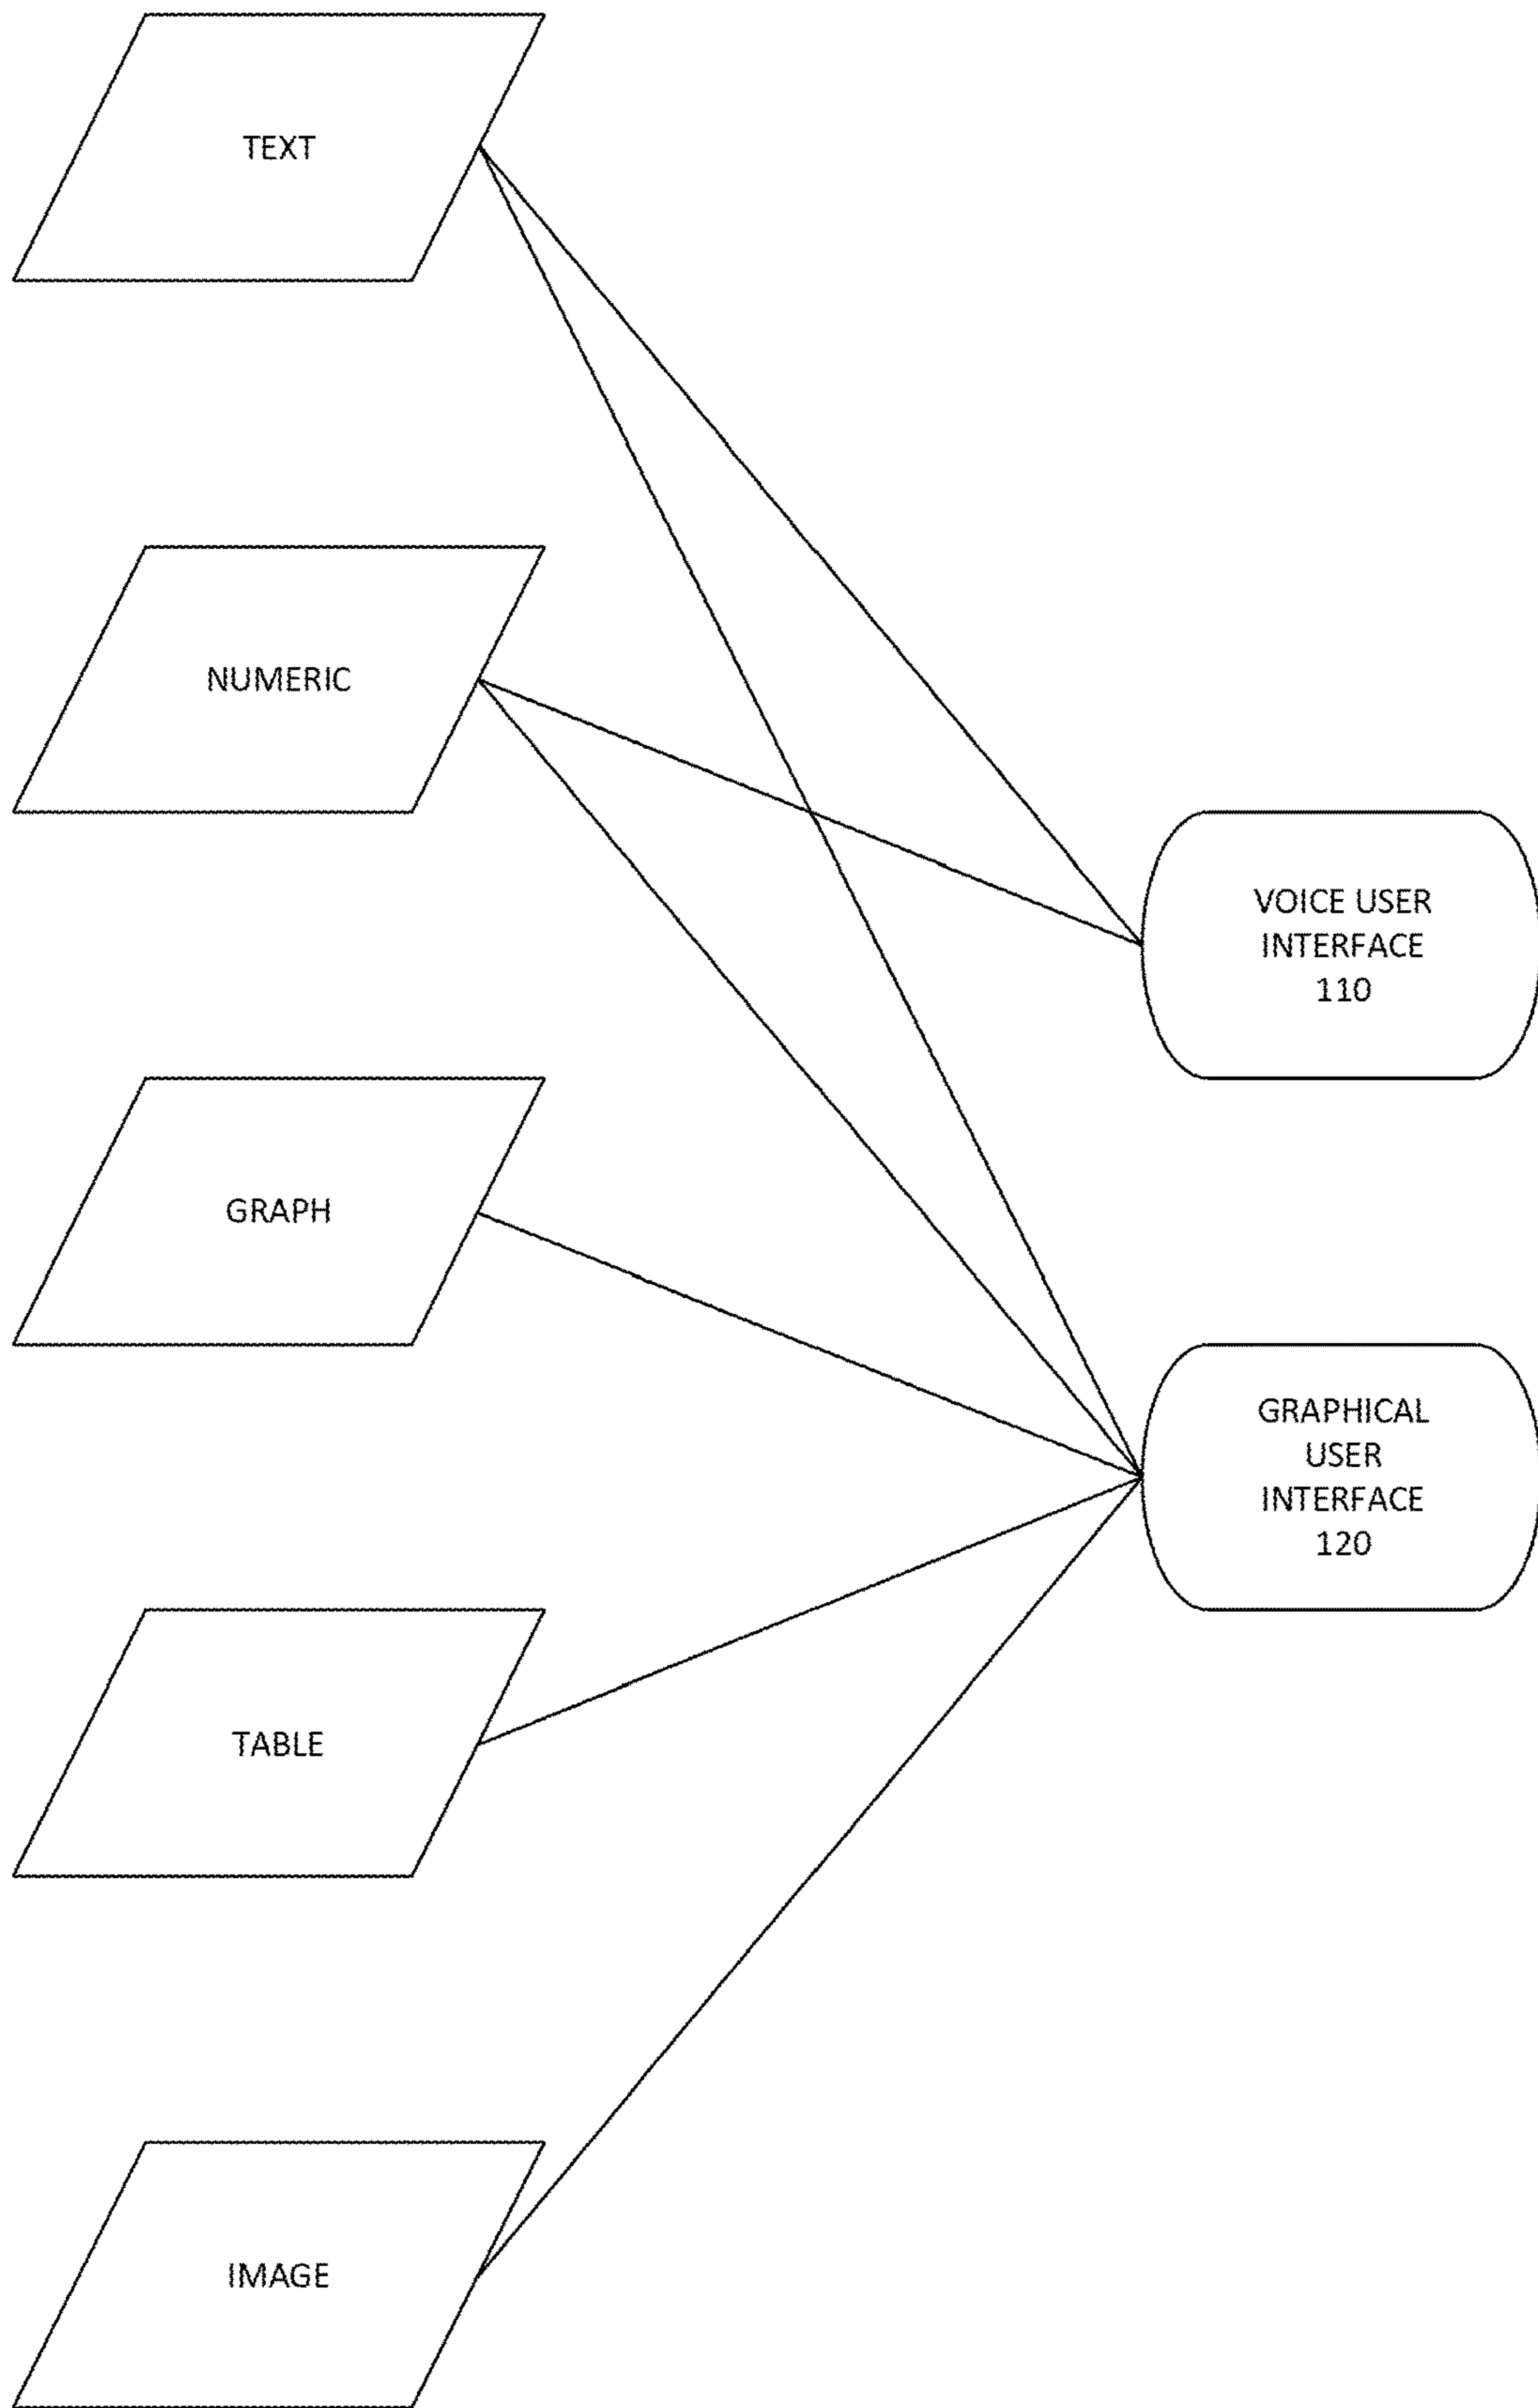 TEXT
NUMERIC
VOICE USER
INTERFACE
110
GRAPH
GRAPHICAL
USER
INTERFACE
120
TABLE
IMAGE